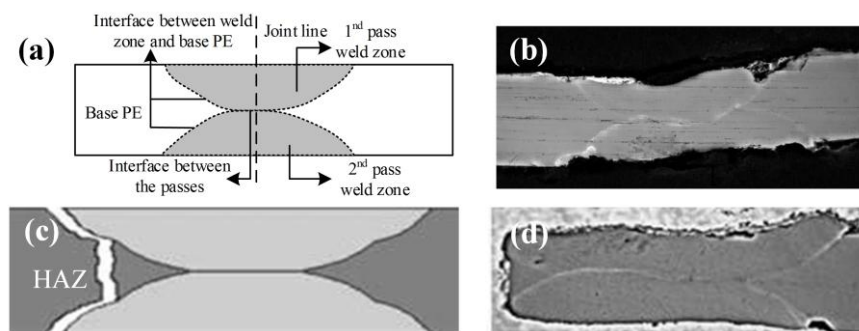 (a)
Interface between weld
zone and base PE
Joint line
1nd pass
weld zone
Base PE
Interface between
the passes
2nd pass
weld zone
(b)
(c)
HAZ
(d)